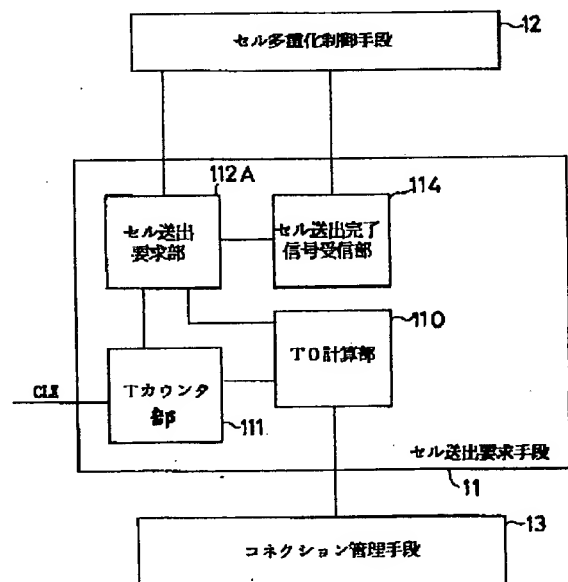 セル多重化制御手段
12
112A
114
セル送出
要求部
セル送出完了
信号受信部
110
T0計算部
CLK
Tカウンタ
部
111
セル送出要求手段
11
13
コネクション管理手段